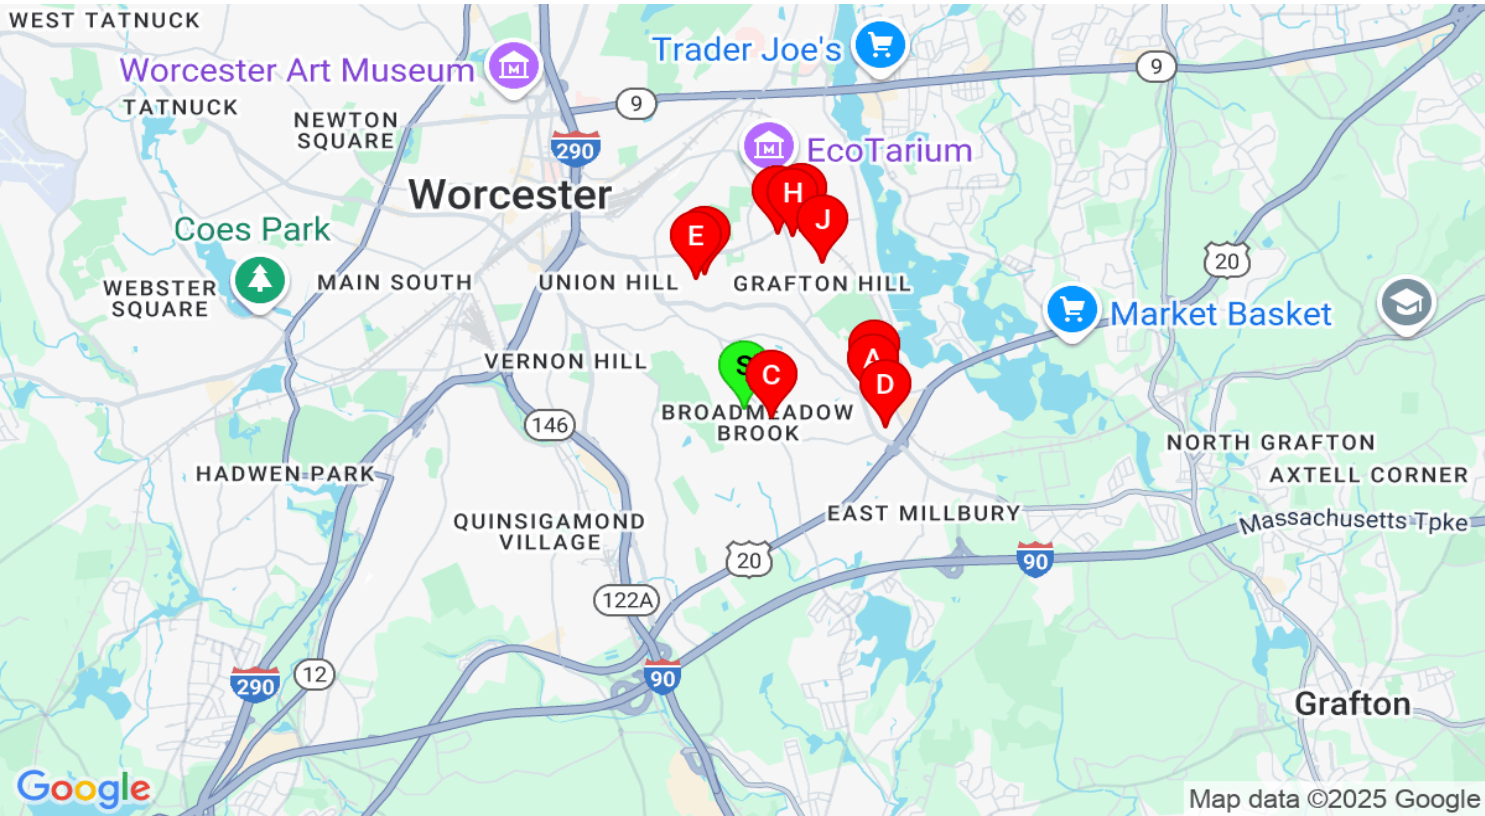 WEST TATNUCK
Trader Joe's
9
Worcester Art Museum
TATNUCK
9
NEWTON
SQUARE
290
EcoTarium
Worcester
H
J
E
Coes Park
20
MAIN SOUTH
UNION HILL
GRAFTON HILL
WEBSTER
SQUARE
Market Basket
VERNON HILL
S
C
A
D
BROADMEADOW
BROOK
146
NORTH GRAFTON
HADWEN PARK
AXTELL CORNER
QUINSIGAMOND
VILLAGE
EAST MILLBURY
Massachusetts Tpke
20
90
122A
12
290
90
Grafton
Google
Map data ©2025 Google